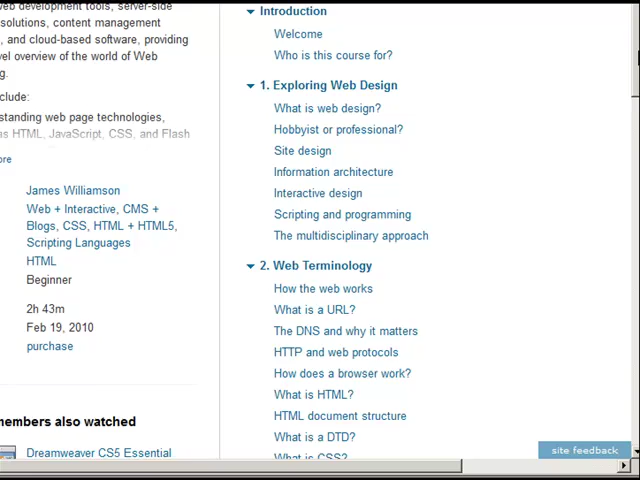 veb development tools, server-side
solutions, content management
, and cloud-based software, providing
vel overview of the world of Web
g.
clude:
standing web page technologies,
as HTML, JavaScript, CSS, and Flash
ore
James Williamson
Web + Interactive, CMS +
Blogs, CSS, HTML + HTML5,
Scripting Languages
HTML
Beginner
2h 43m
Feb 19, 2010
purchase
members also watched
Dreamweaver CS5 Essential
Introduction
Welcome
Who is this course for?
1. Exploring Web Design
What is web design?
Hobbyist or professional?
Site design
Information architecture
Interactive design
Scripting and programming
The multidisciplinary approach
2. Web Terminology
How the web works
What is a URL?
The DNS and why it matters
HTTP and web protocols
How does a browser work?
What is HTML?
HTML document structure
What is a DTD?
What is CSS?
site feedback